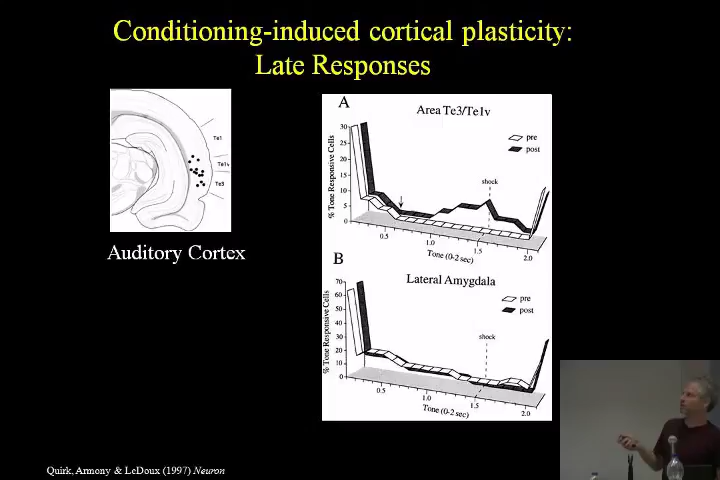 Conditioning-induced cortical plasticity:
Late Responses
Te1
Te1v
Te3
Auditory Cortex
A
Area Te3/Te1v
pre
post
shock
% Tone Responsive Cells
30
25
20
15
10
5
0
0.5
1.0
1.5
2.0
Tone (0-2 sec)
B
Lateral Amygdala
pre
post
shock
% Tone Responsive Cells
70
60
50
40
30
20
10
0
0.5
1.0
1.5
2.0
Tone (0-2 sec)
Quirk, Armony & LeDoux (1997) Neuron